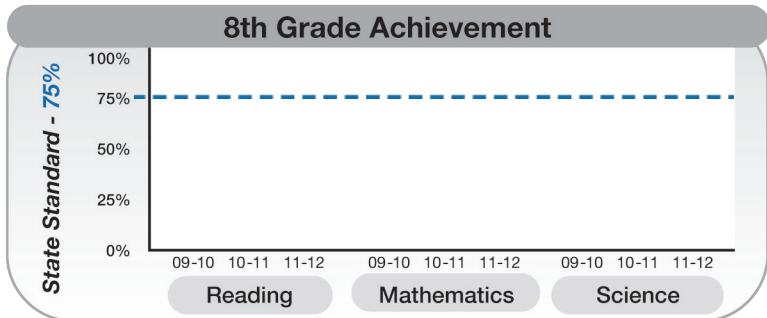 8th Grade Achievement
State Standard - 75%
100%
75%
50%
25%
0%
09-10 10-11 11-12 09-10 10-11 11-12 09-10 10-11 11-12
Reading Mathematics Science